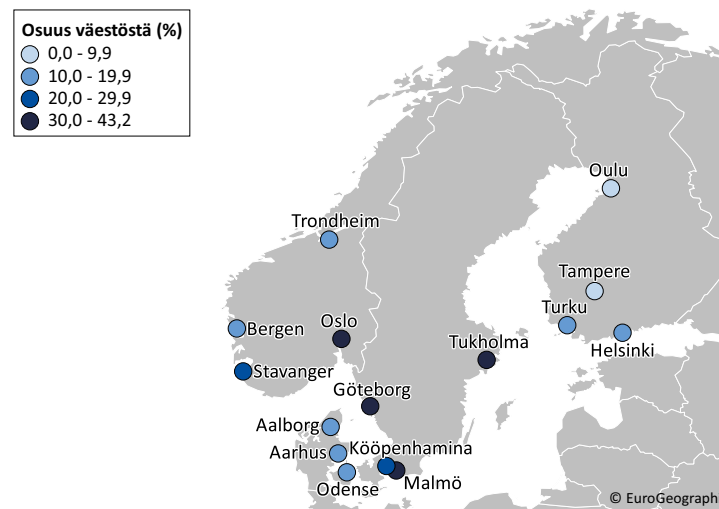 Osuus väestöstä (%)
0,0 - 9,9
10,0 - 19,9
20,0 - 29,9
30,0 - 43,2
Oulu
Trondheim
Tampere
Turku
Bergen
Oslo
Tukholma
Helsinki
Stavanger
Göteborg
Aalborg
Aarhus
Kööpenhamina
Odense
Malmö
© EuroGeograph